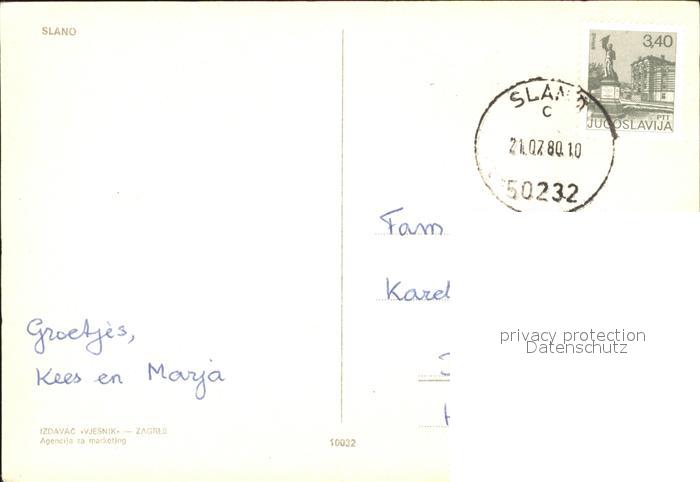 SLANO
3,40
PTT
JUGOSLAVIJA
SLANO
C
21.07.80.10
50232
Fam
Karel
privacy protection
Datenschutz
Groetjes,
Kees en Marja
IZDAVAČ «VJESNIK» — ZAGREB
Agencija za marketing
10032